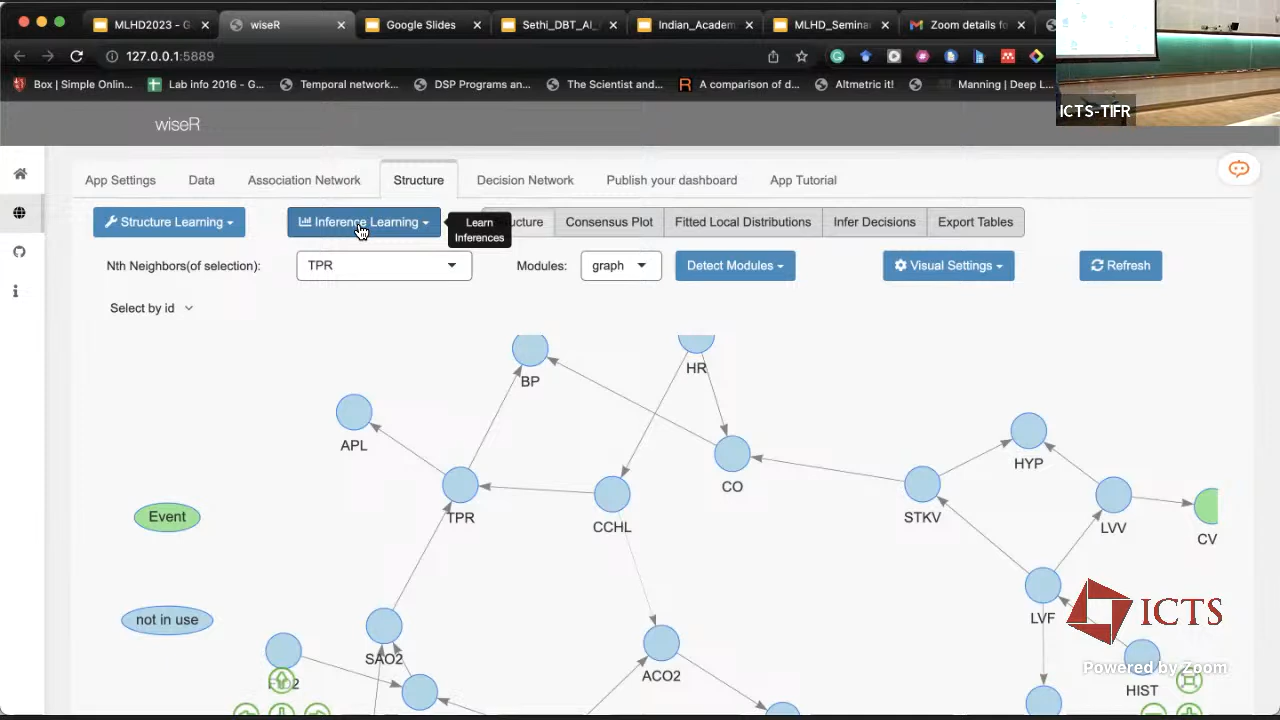 MLHD2023 - G
wiseR
Google Slides
Sethi_DBT_AI_
Indian_Academ
MLHD_Semina
Zoom details fo
127.0.0.1:5889
Box | Simple Onlin...
Lab info 2016 - G...
Temporal network...
DSP Programs an...
The Scientist and...
A comparison of d...
Altmetric it!
Manning | Deep L...
ICTS-TIFR
wiseR
App Settings
Data
Association Network
Structure
Decision Network
Publish your dashboard
App Tutorial
Structure Learning
Inference Learning
Learn
Inferences
ucture
Consensus Plot
Fitted Local Distributions
Infer Decisions
Export Tables
Nth Neighbors(of selection):
TPR
Modules:
graph
Detect Modules
Visual Settings
Refresh
Select by id
BP
HR
APL
HYP
CO
TPR
CCHL
STKV
LVV
CV
Event
not in use
LVF
ICTS
SAO2
ACO2
Powered by Zoom
HIST